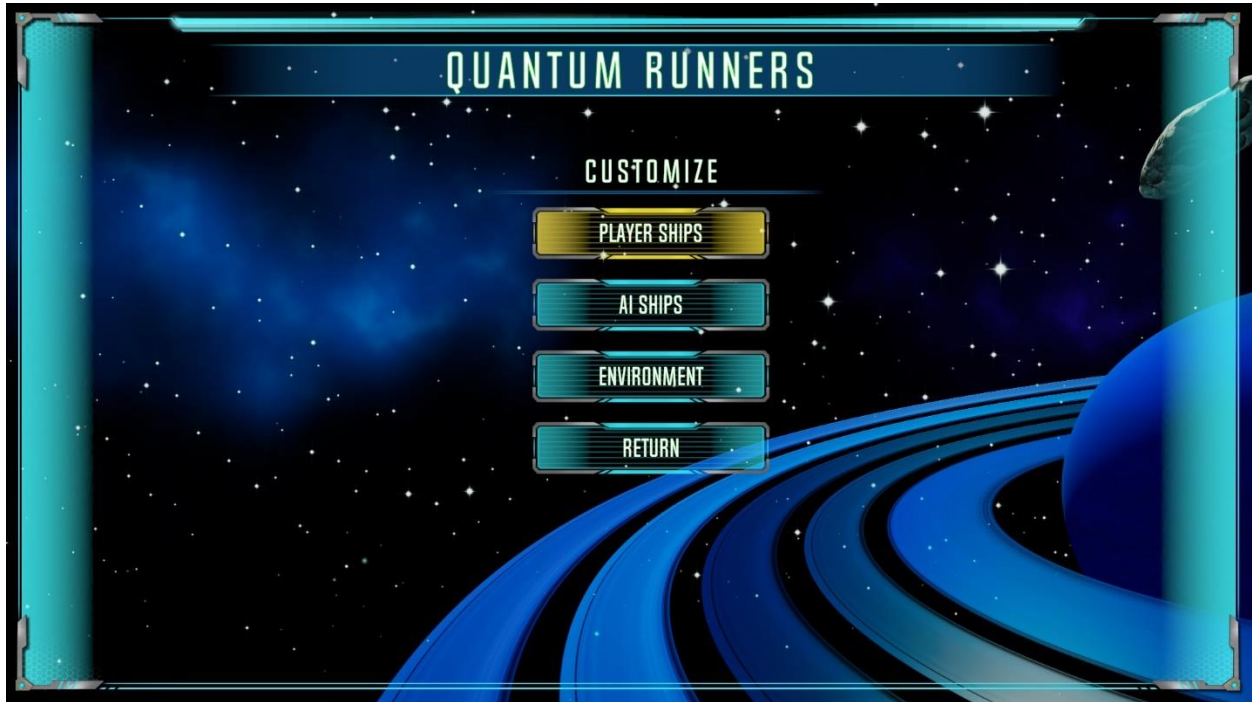 QUANTUM RUNNERS
CUSTOMIZE
PLAYER SHIPS
AI SHIPS
ENVIRONMENT
RETURN